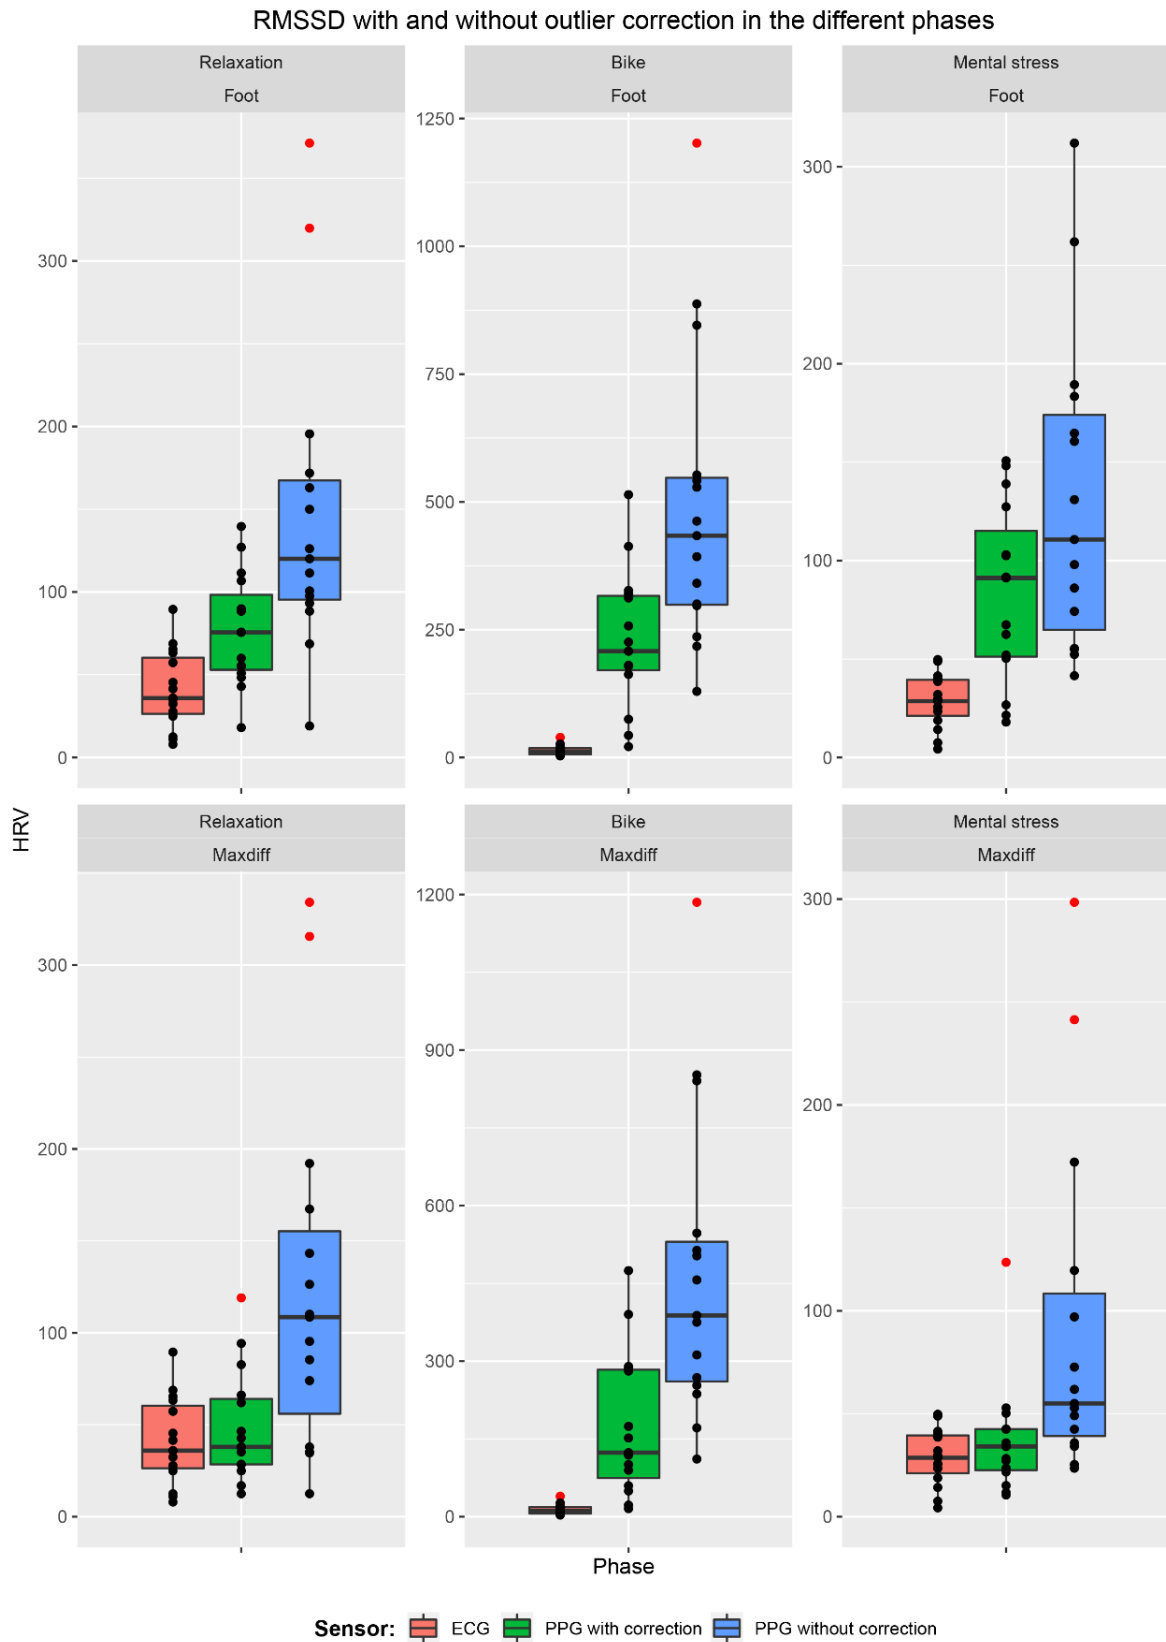 RMSSD with and without outlier correction in the different phases
Relaxation
Foot
Bike
Foot
Mental stress
Foot
300
200
100
0
1250
1000
750
500
250
0
300
200
100
0
HRV
Relaxation
Maxdiff
Bike
Maxdiff
Mental stress
Maxdiff
300
200
100
0
1200
900
600
300
0
300
200
100
0
Phase
Sensor: ECG PPG with correction PPG without correction